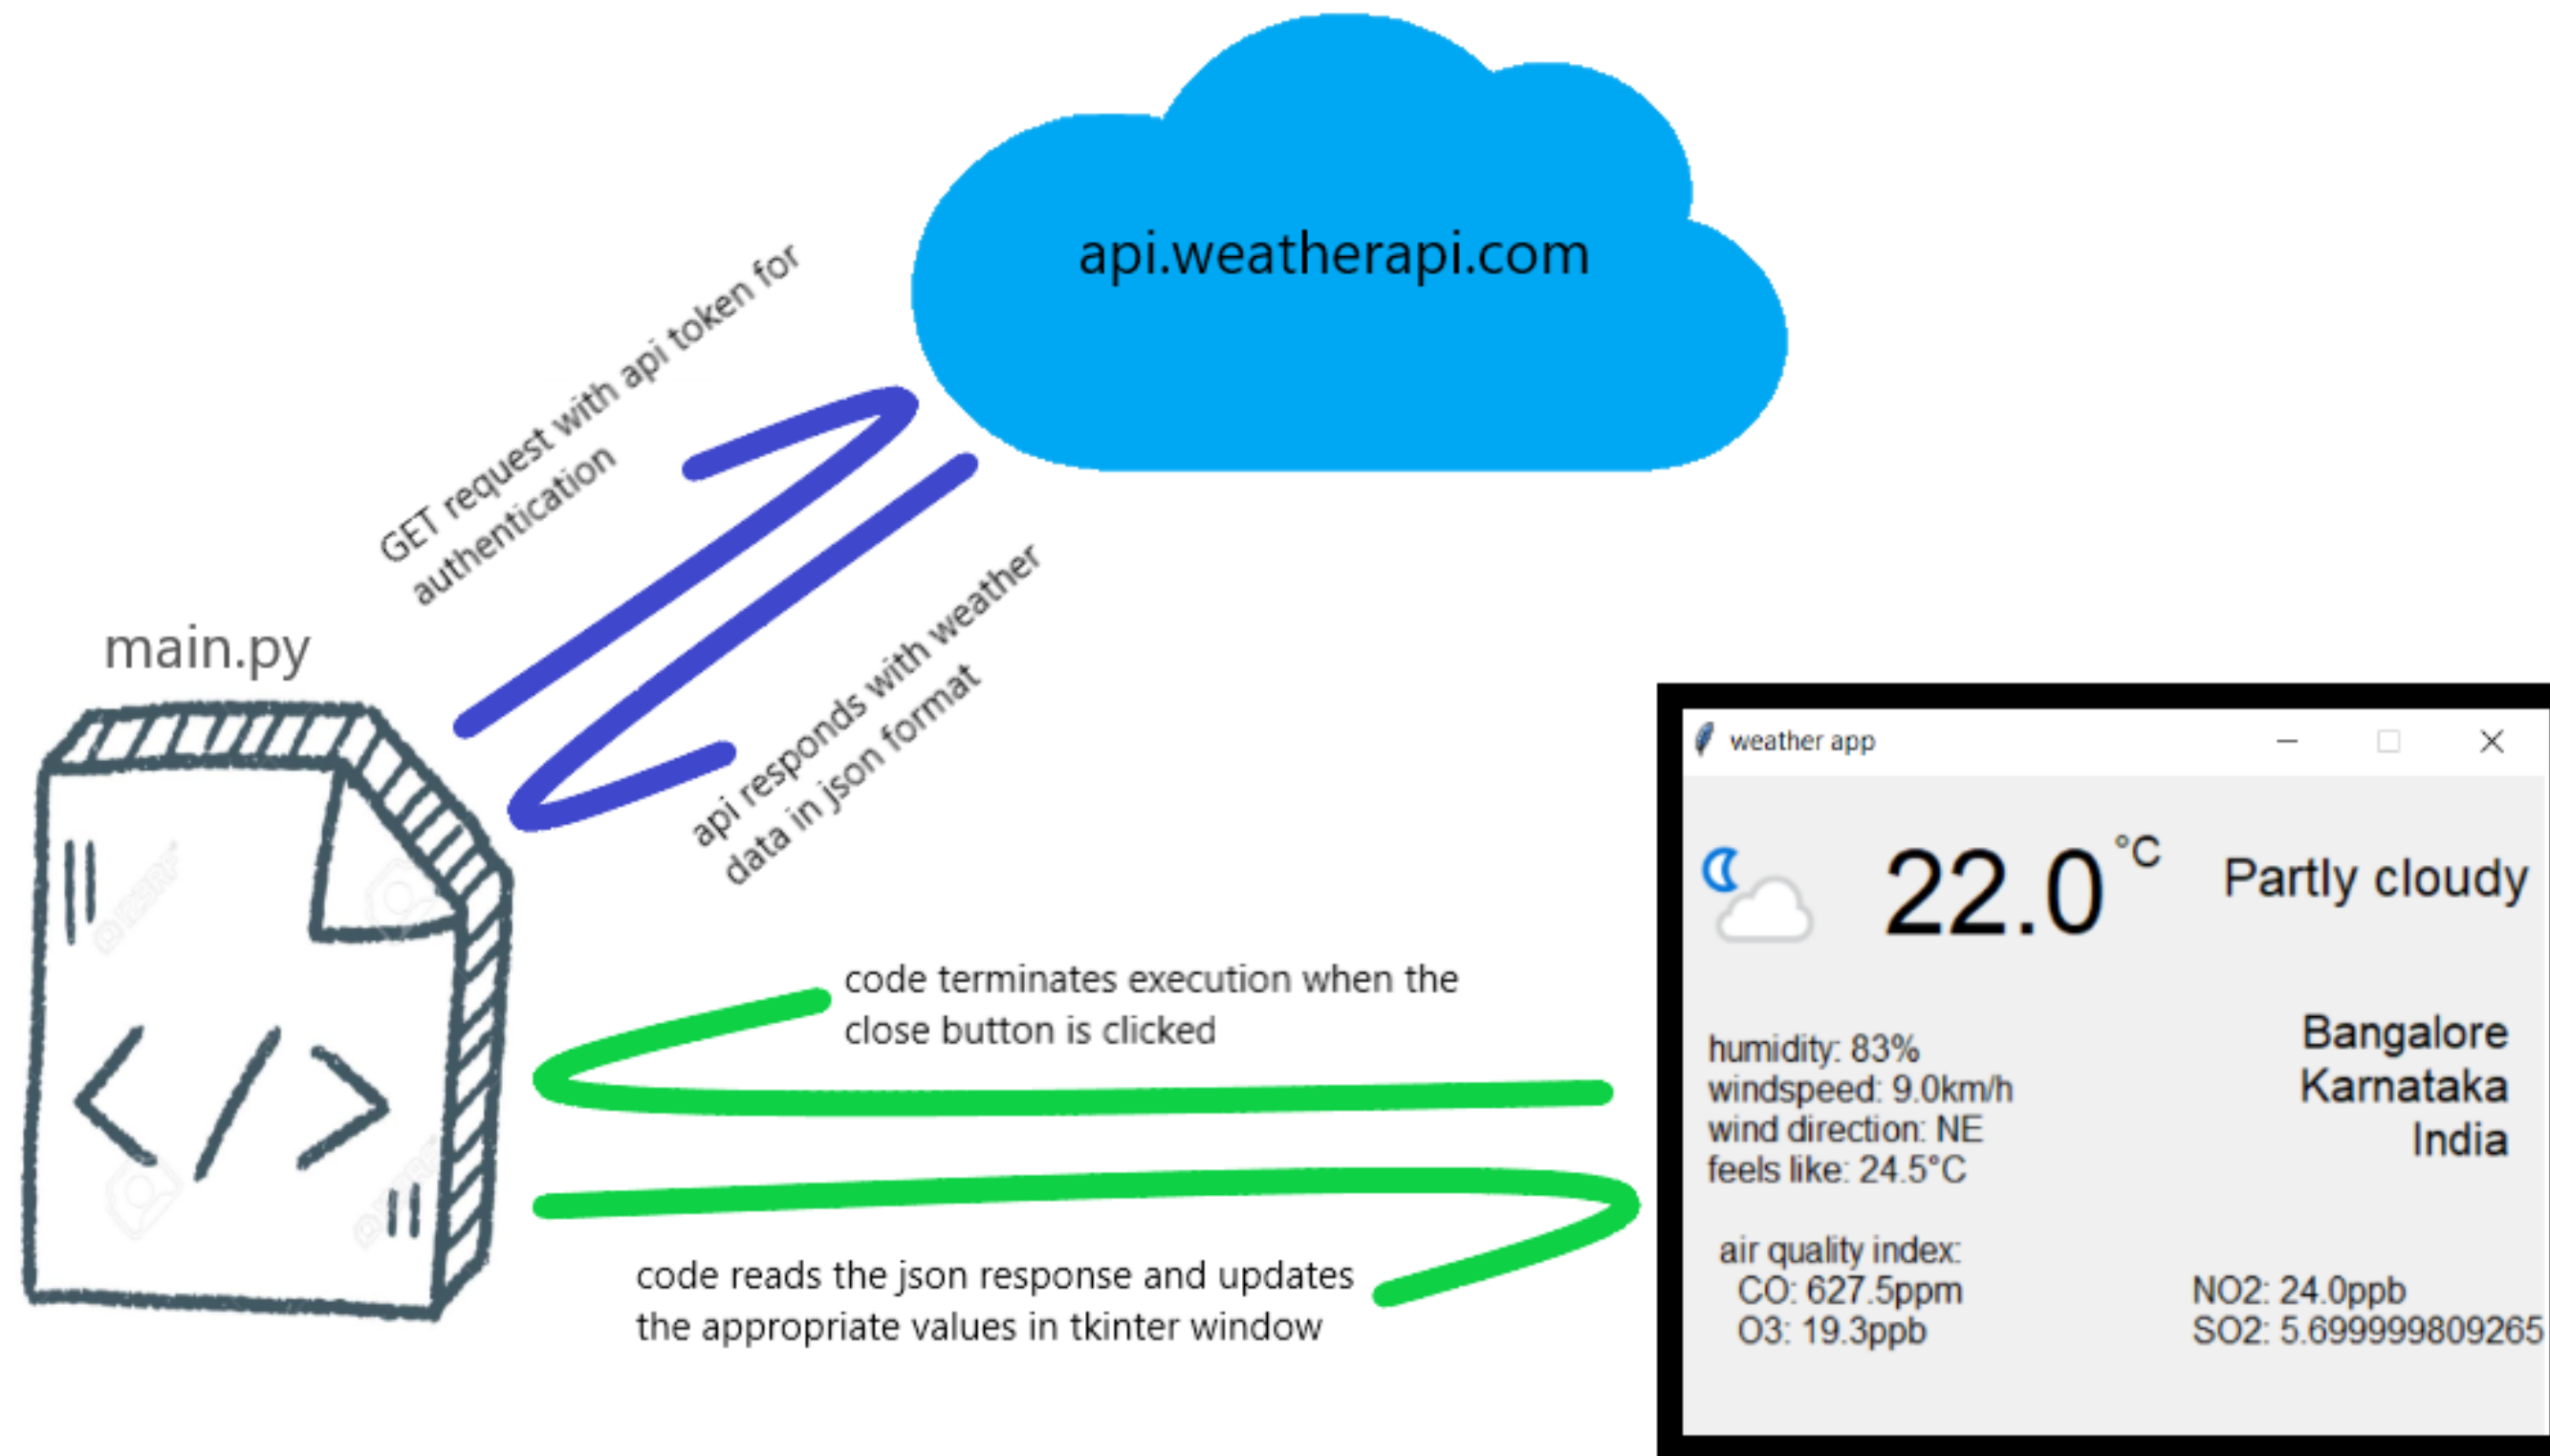 api.weatherapi.com
GET request with api token for
authentication
api responds with weather
data in json format
main.py
code terminates execution when the
close button is clicked
code reads the json response and updates
the appropriate values in tkinter window
weather app
22.0 °C Partly cloudy
Bangalore
Karnataka
India
humidity: 83%
windspeed: 9.0km/h
wind direction: NE
feels like: 24.5°C
air quality index:
CO: 627.5ppm NO2: 24.0ppb
O3: 19.3ppb SO2: 5.699999809265